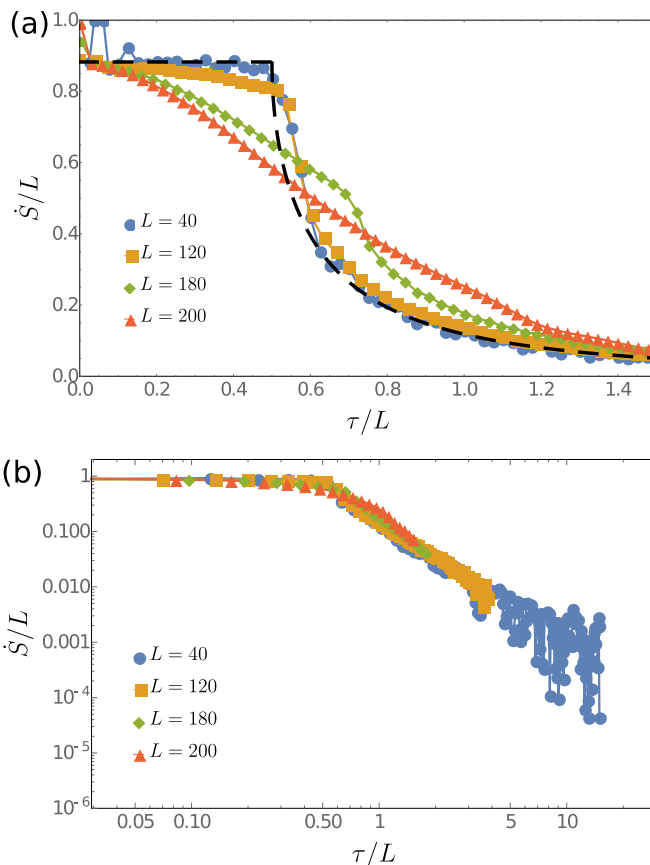 (a)
1.0
0.8
0.6
0.4
0.2
0.0
Ṡ/L
L = 40
L = 120
L = 180
L = 200
0.0 0.2 0.4 0.6 0.8 1.0 1.2 1.4
τ/L
(b)
1
0.100
0.010
0.001
10⁻⁴
10⁻⁵
10⁻⁶
Ṡ/L
L = 40
L = 120
L = 180
L = 200
0.05 0.10 0.50 1 5 10
τ/L